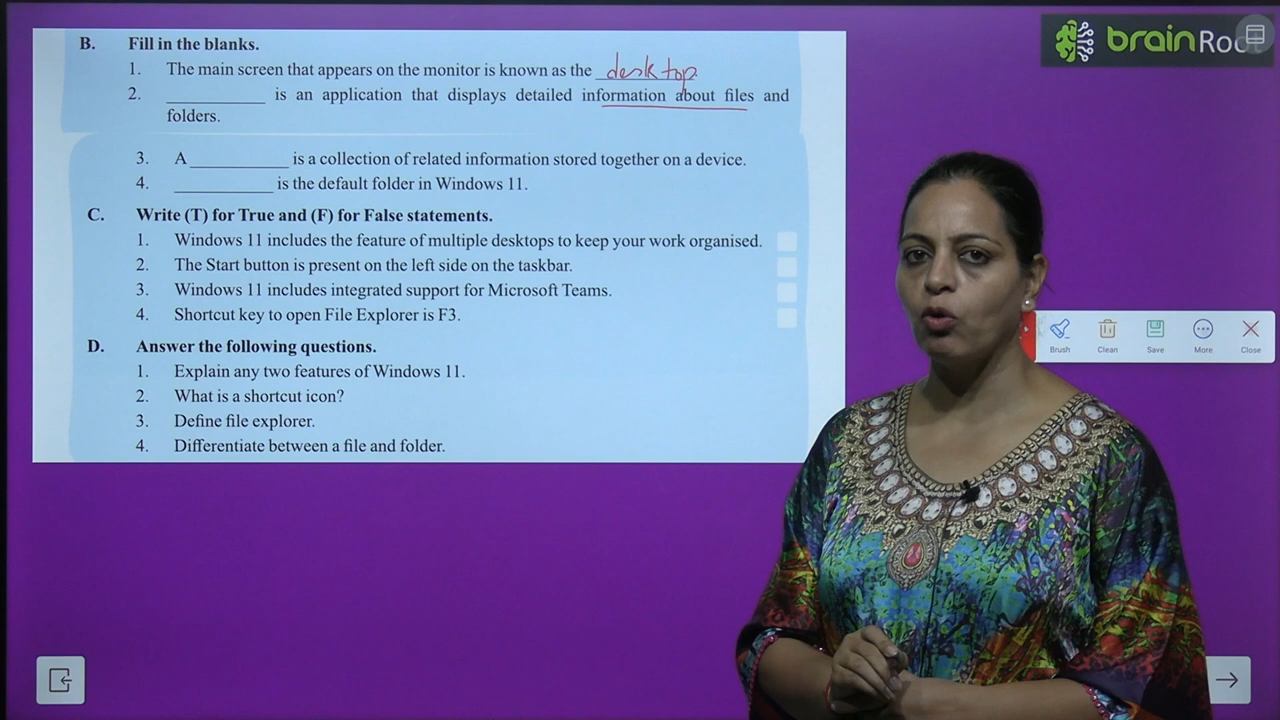 B. Fill in the blanks.
1. The main screen that appears on the monitor is known as the desktop.
2. __________ is an application that displays detailed information about files and
folders.
3. A __________ is a collection of related information stored together on a device.
4. __________ is the default folder in Windows 11.
C. Write (T) for True and (F) for False statements.
1. Windows 11 includes the feature of multiple desktops to keep your work organised.
2. The Start button is present on the left side on the taskbar.
3. Windows 11 includes integrated support for Microsoft Teams.
4. Shortcut key to open File Explorer is F3.
D. Answer the following questions.
1. Explain any two features of Windows 11.
2. What is a shortcut icon?
3. Define file explorer.
4. Differentiate between a file and folder.
brain
Brush Clean Save More Close